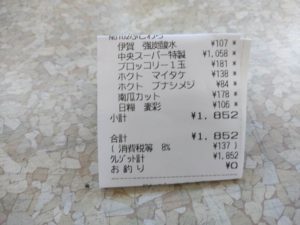 伊賀 強炭酸水 ¥107 *
中央スーパー特製 ¥1,058 *
ブロッコリー1玉 ¥181 *
ホクト マイタケ ¥138 *
ホクト ブナシメジ ¥84 *
南瓜カット ¥178 *
日糧 麦彩 ¥106 *
小計 ¥1,852
合計 ¥1,852
(消費税等 8% ¥137)
クレジット計 ¥1,852
お釣り ¥0